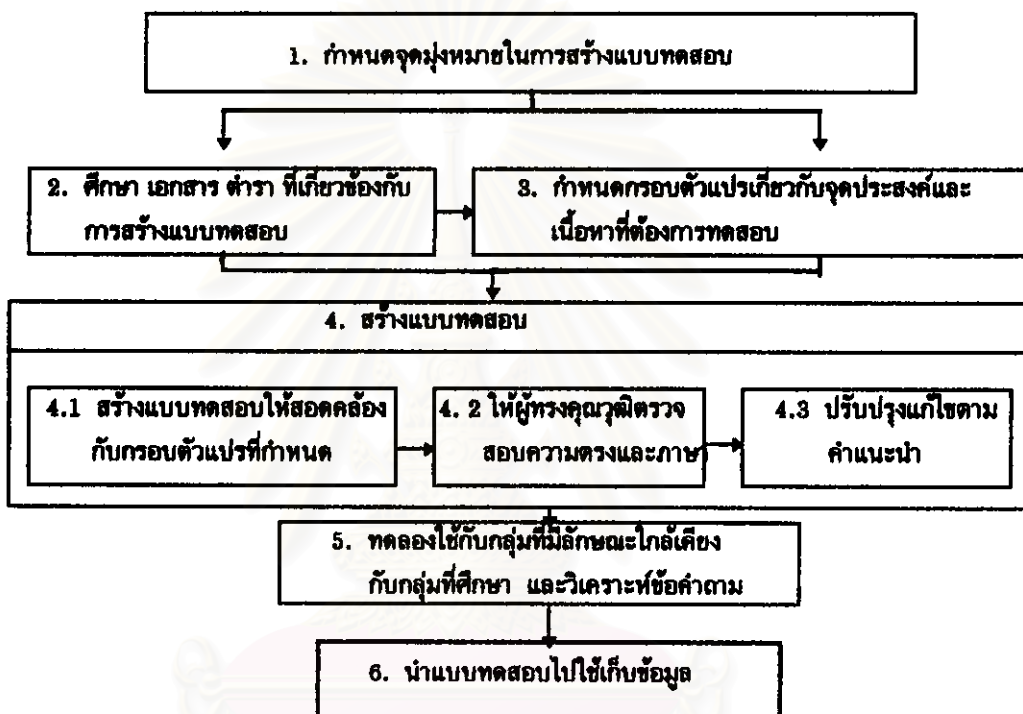 1. กำหนดจุดมุ่งหมายในการสร้างแบบทดสอบ
2. ศึกษา เอกสาร ตำรา ที่เกี่ยวข้องกับ
การสร้างแบบทดสอบ
3. กำหนดกรอบตัวแปรเกี่ยวกับจุดประสงค์และ
เนื้อหาที่ต้องการทดสอบ
4. สร้างแบบทดสอบ
4.1 สร้างแบบทดสอบให้สอดคล้อง
กับกรอบตัวแปรที่กำหนด
4. 2 ให้ผู้ทรงคุณวุฒิตรวจ
สอบความตรงและภาษา
4.3 ปรับปรุงแก้ไขตาม
คำแนะนำ
5. ทดลองใช้กับกลุ่มที่มีลักษณะใกล้เคียง
กับกลุ่มที่ศึกษา และวิเคราะห์ข้อคำถาม
6. นำแบบทดสอบไปใช้เก็บข้อมูล